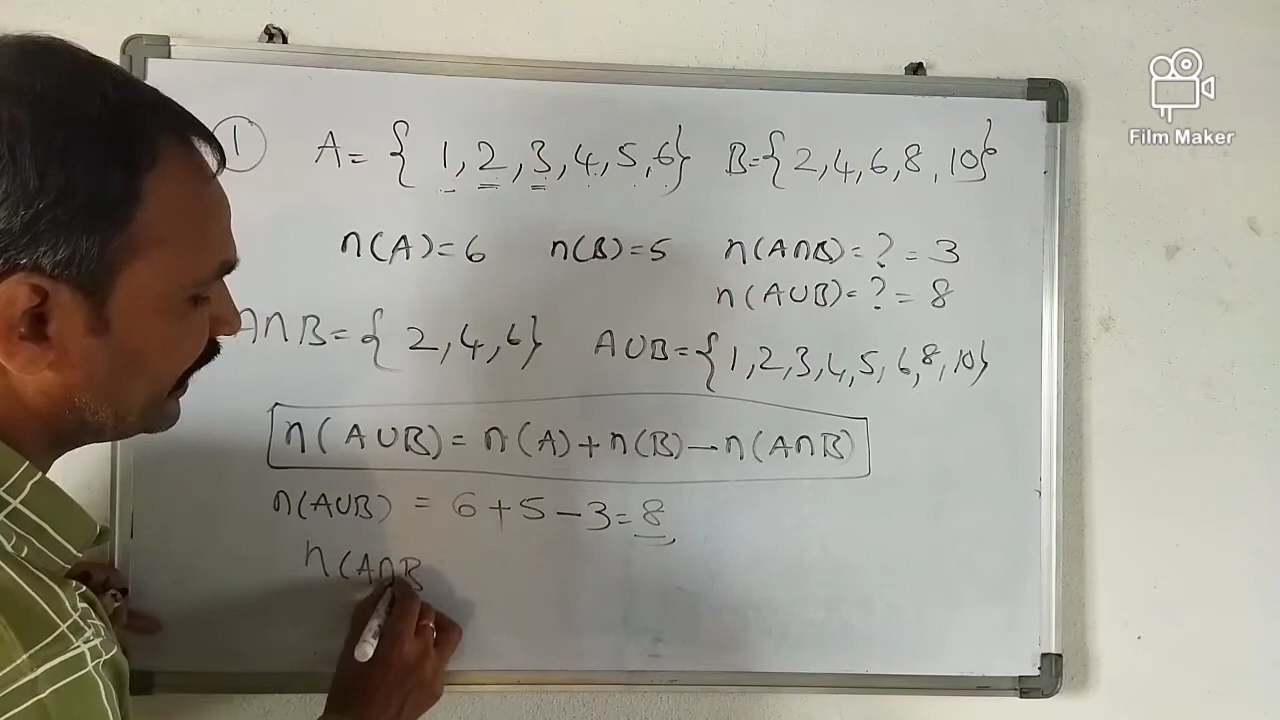 ① A = { 1, 2, 3, 4, 5, 6} B = {2, 4, 6, 8, 10}
n(A) = 6 n(B) = 5 n(A∩B) = ? = 3
n(A∪B) = ? = 8
A∩B = { 2, 4, 6} A∪B = {1, 2, 3, 4, 5, 6, 8, 10}
n(A∪B) = n(A) + n(B) − n(A∩B)
n(A∪B) = 6 + 5 − 3 = 8
n(A∩B
Film Maker